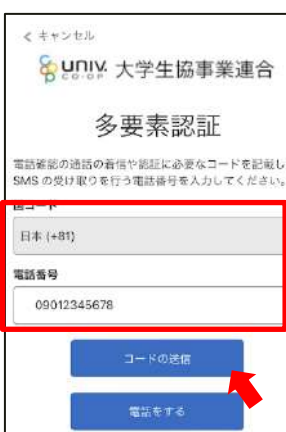 < キャンセル
univ. 大学生協事業連合
CO-OP
多要素認証
電話確認の通話の着信や認証に必要なコードを記載し
SMS の受け取りを行う電話番号を入力してください。
国コード
日本 (+81)
電話番号
09012345678
コードの送信
電話をする